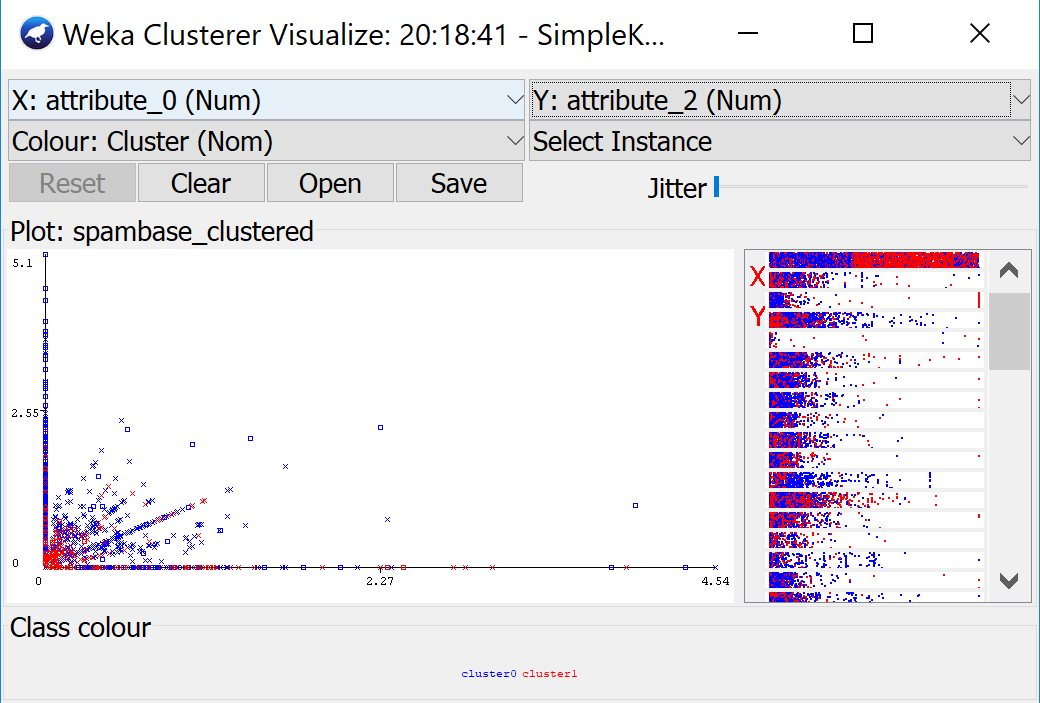 Weka Clusterer Visualize: 20:18:41 - SimpleK...
X: attribute_0 (Num) Y: attribute_2 (Num)
Colour: Cluster (Nom) Select Instance
Reset Clear Open Save Jitter
Plot: spambase_clustered
5.1
X
Y
2.55
0
0 2.27 4.54
Class colour
cluster0 cluster1